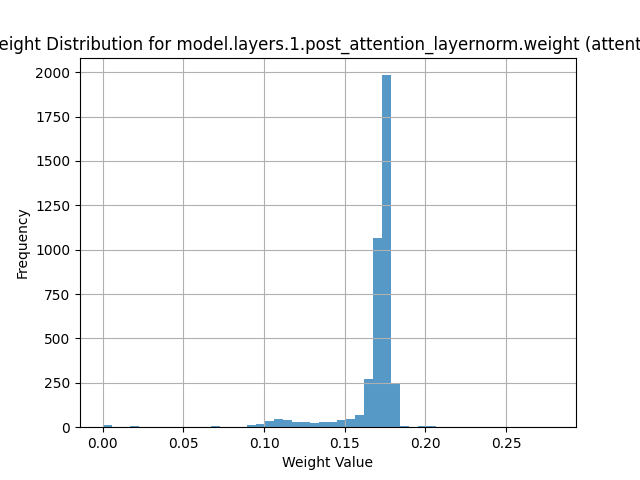 eight Distribution for model.layers.1.post_attention_layernorm.weight (attent
2000
1750
1500
1250
1000
750
500
250
0
Frequency
0.00 0.05 0.10 0.15 0.20 0.25
Weight Value